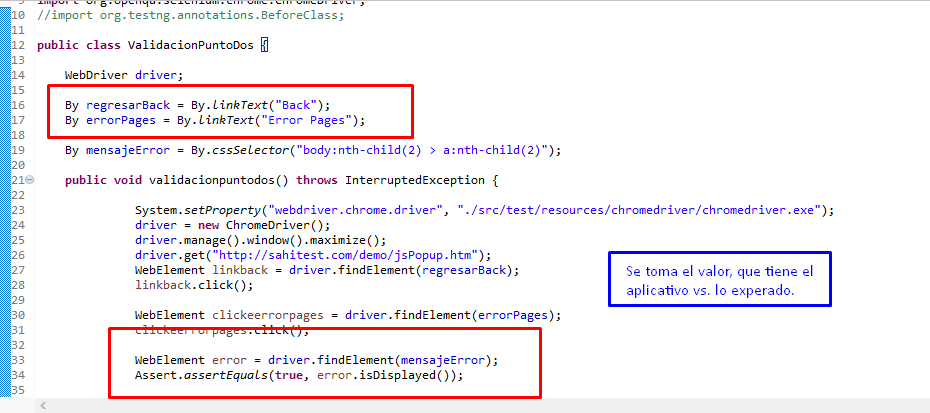 9 import org.openqa.selenium.chrome.ChromeDriver;
10 //import org.testng.annotations.BeforeClass;
11
12 public class ValidacionPuntoDos {
13
14 WebDriver driver;
15
16 By regresarBack = By.linkText("Back");
17 By errorPages = By.linkText("Error Pages");
18
19 By mensajeError = By.cssSelector("body:nth-child(2) > a:nth-child(2)");
20
21 public void validacionpuntodos() throws InterruptedException {
22
23 System.setProperty("webdriver.chrome.driver", "./src/test/resources/chromedriver/chromedriver.exe");
24 driver = new ChromeDriver();
25 driver.manage().window().maximize();
26 driver.get("http://sahitest.com/demo/jsPopup.htm");
27 WebElement linkback = driver.findElement(regresarBack);
28 linkback.click();
29
30 WebElement clickeerrorpages = driver.findElement(errorPages);
31 clickeerrorpages.click();
32
33 WebElement error = driver.findElement(mensajeError);
34 Assert.assertEquals(true, error.isDisplayed());
35
Se toma el valor, que tiene el
aplicativo vs. lo experado.